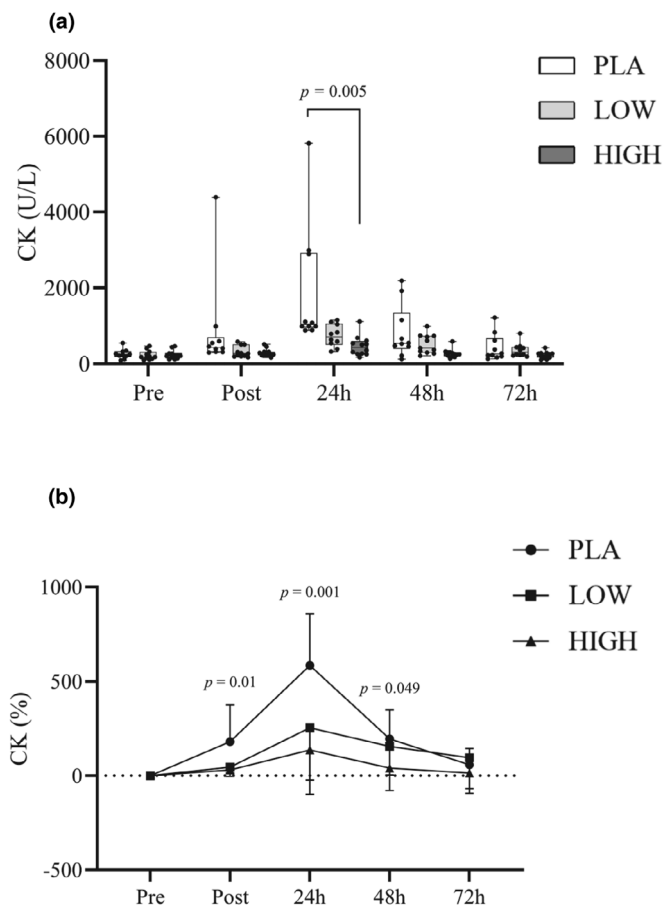 (a)
8000
6000
4000
2000
0
CK (U/L)
p = 0.005
PLA
LOW
HIGH
Pre Post 24h 48h 72h
(b)
1000
500
0
-500
CK (%)
p = 0.01
p = 0.001
p = 0.049
PLA
LOW
HIGH
Pre Post 24h 48h 72h